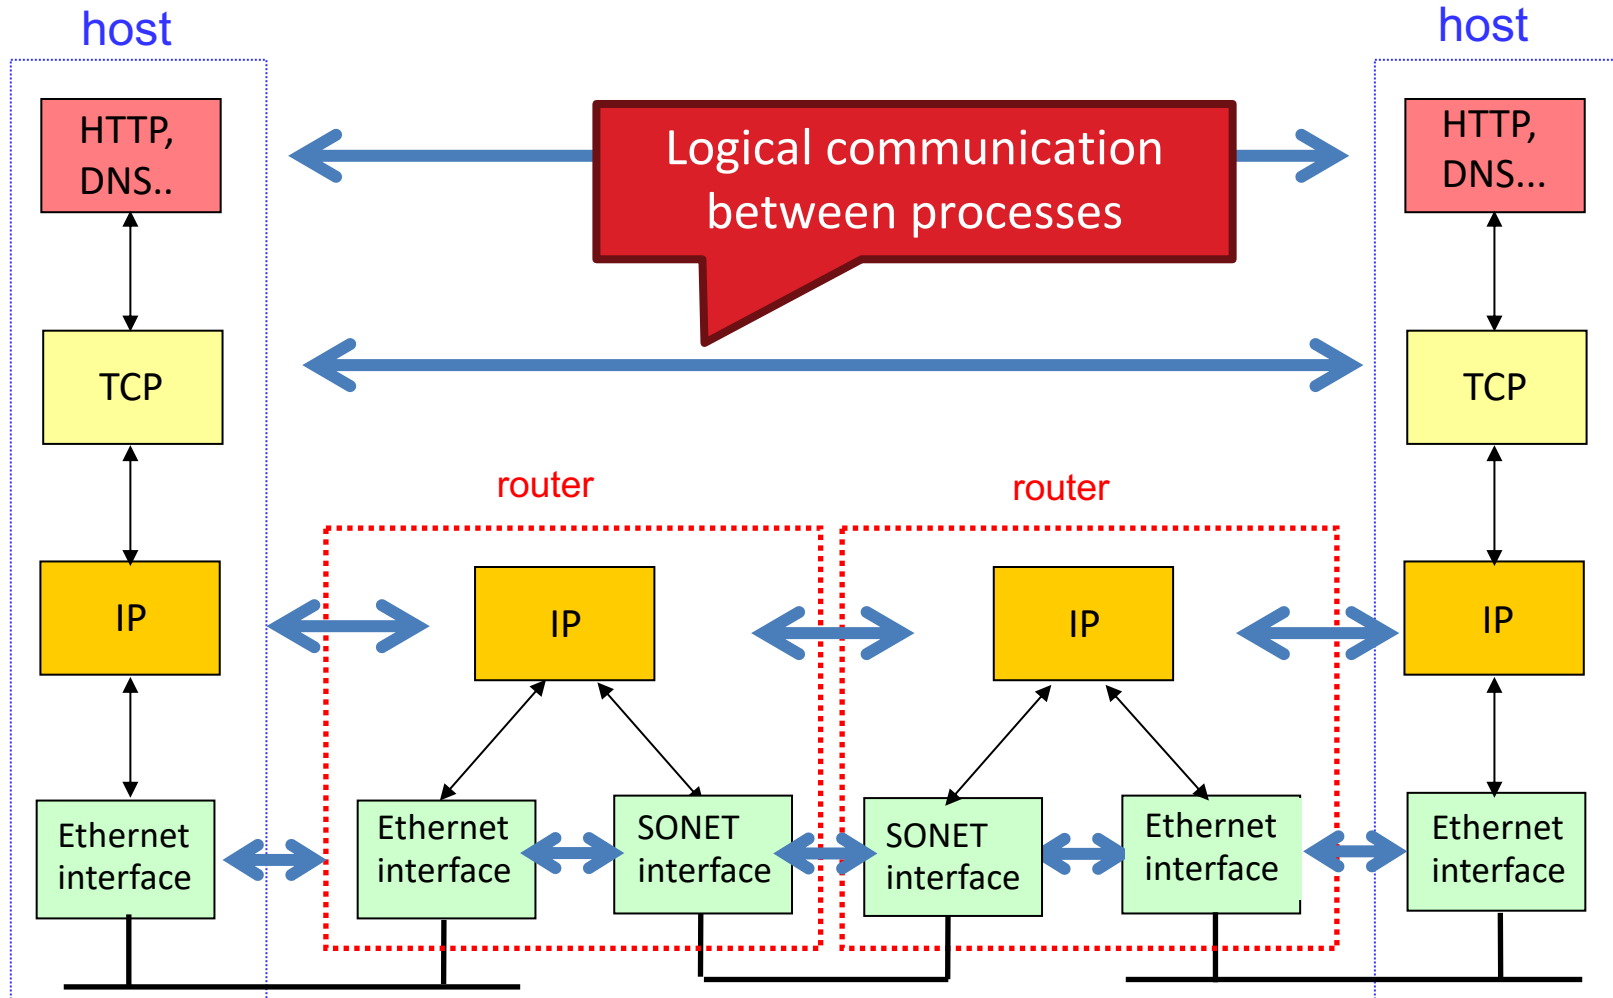 host
host
HTTP,
DNS..
Logical communication
between processes
HTTP,
DNS...
TCP
TCP
router
router
IP
IP
IP
IP
Ethernet
interface
Ethernet
interface
SONET
interface
SONET
interface
Ethernet
interface
Ethernet
interface